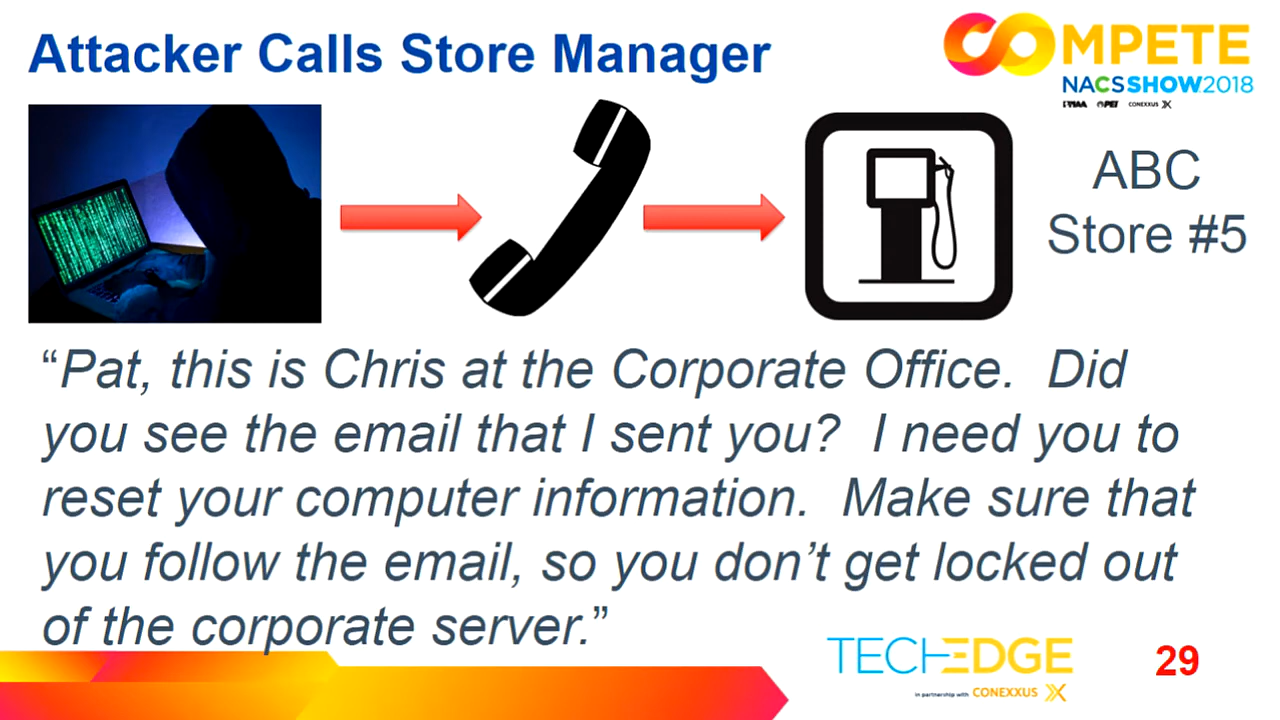 Attacker Calls Store Manager
COMPETE
NACSSHOW.2018
CONEXXUS
ABC
Store #5
“Pat, this is Chris at the Corporate Office. Did
you see the email that I sent you? I need you to
reset your computer information. Make sure that
you follow the email, so you don’t get locked out
of the corporate server.”
TECHEDGE
in partnership with CONEXXUS
29